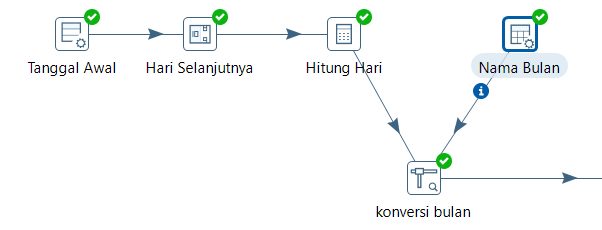 Tanggal Awal
Hari Selanjutnya
Hitung Hari
Nama Bulan
konversi bulan